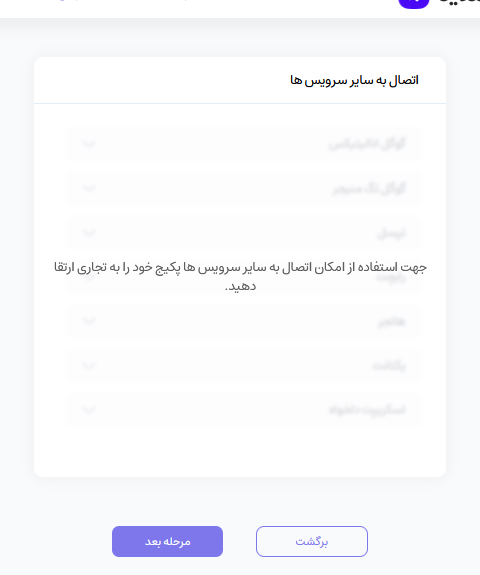 اتصال به سایر سرویس ها
گوگل آنالیتیکس
گوگل تگ منیجر
جهت استفاده از امکان اتصال به سایر سرویس ها پکیج خود را به تجاری ارتقا
دهید.
هاتجر
یکتانت
اسکریپت دلخواه
برگشت
مرحله بعد